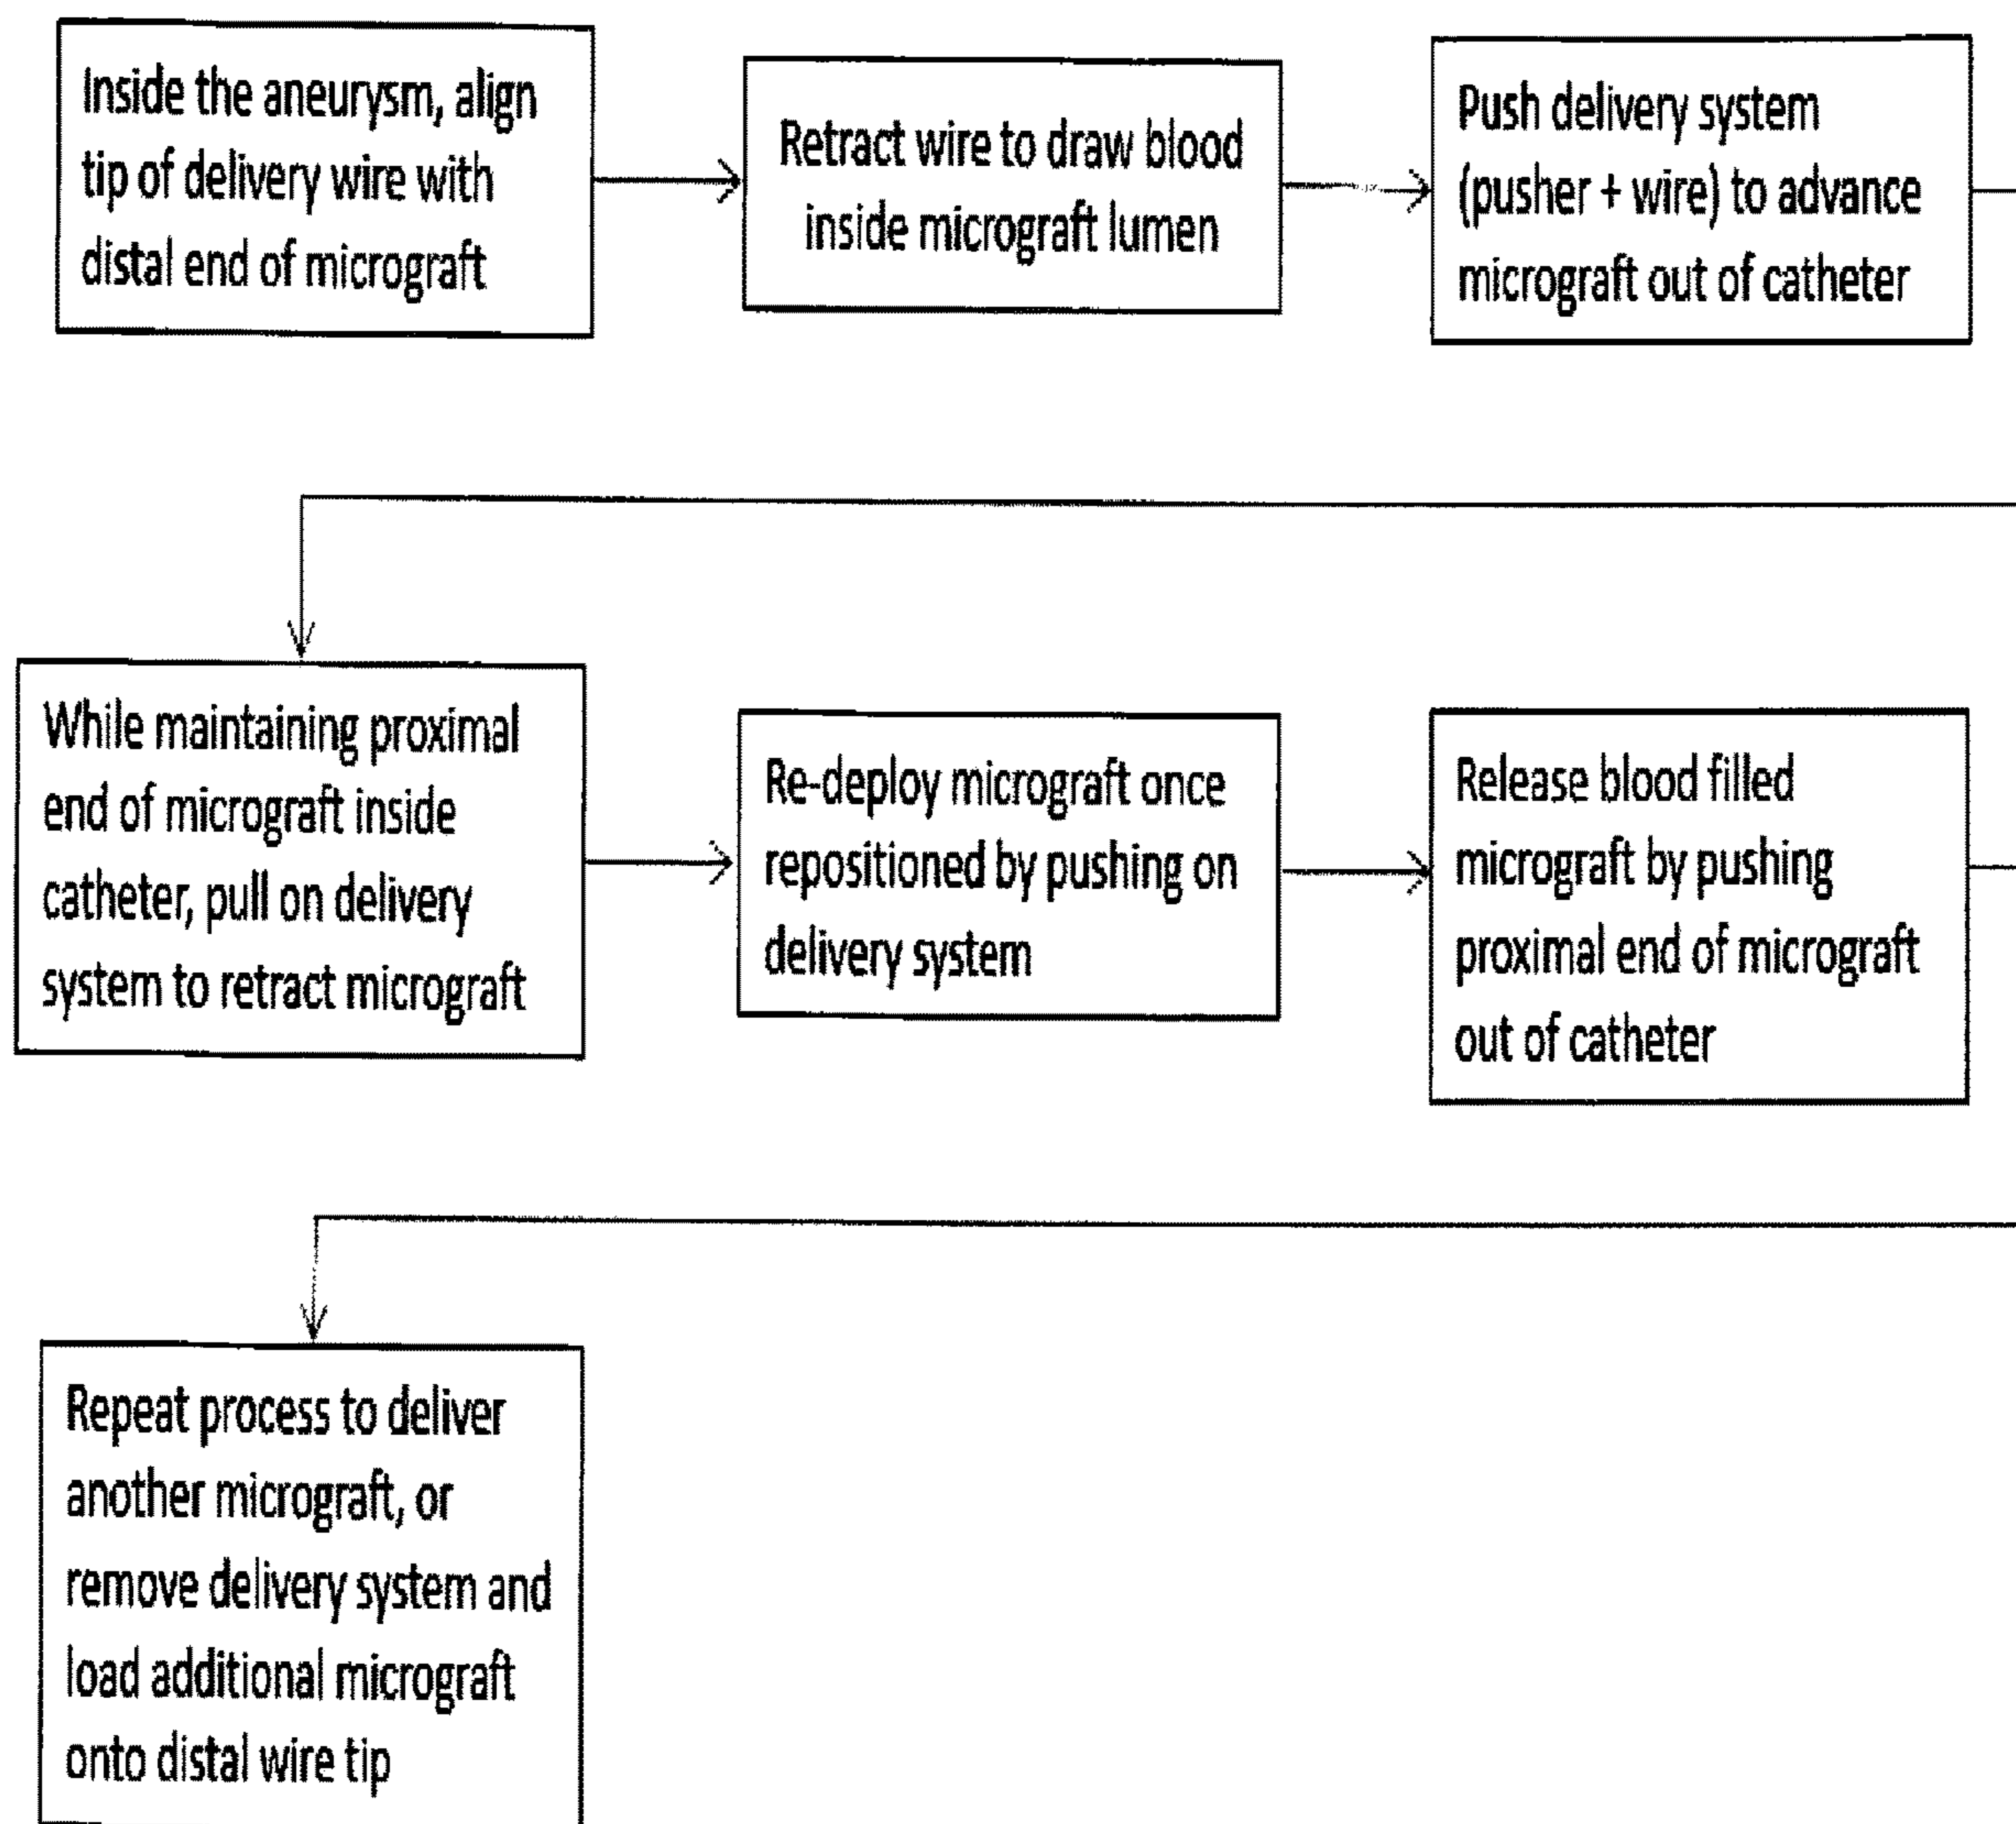 Inside the aneurysm, align
tip of delivery wire with
distal end of micrograft
Retract wire to draw blood
inside micrograft lumen
Push delivery system
(pusher + wire) to advance
micrograft out of catheter
While maintaining proximal
end of micrograft inside
catheter, pull on delivery
system to retract micrograft
Re-deploy micrograft once
repositioned by pushing on
delivery system
Release blood filled
micrograft by pushing
proximal end of micrograft
out of catheter
Repeat process to deliver
another micrograft, or
remove delivery system and
load additional micrograft
onto distal wire tip